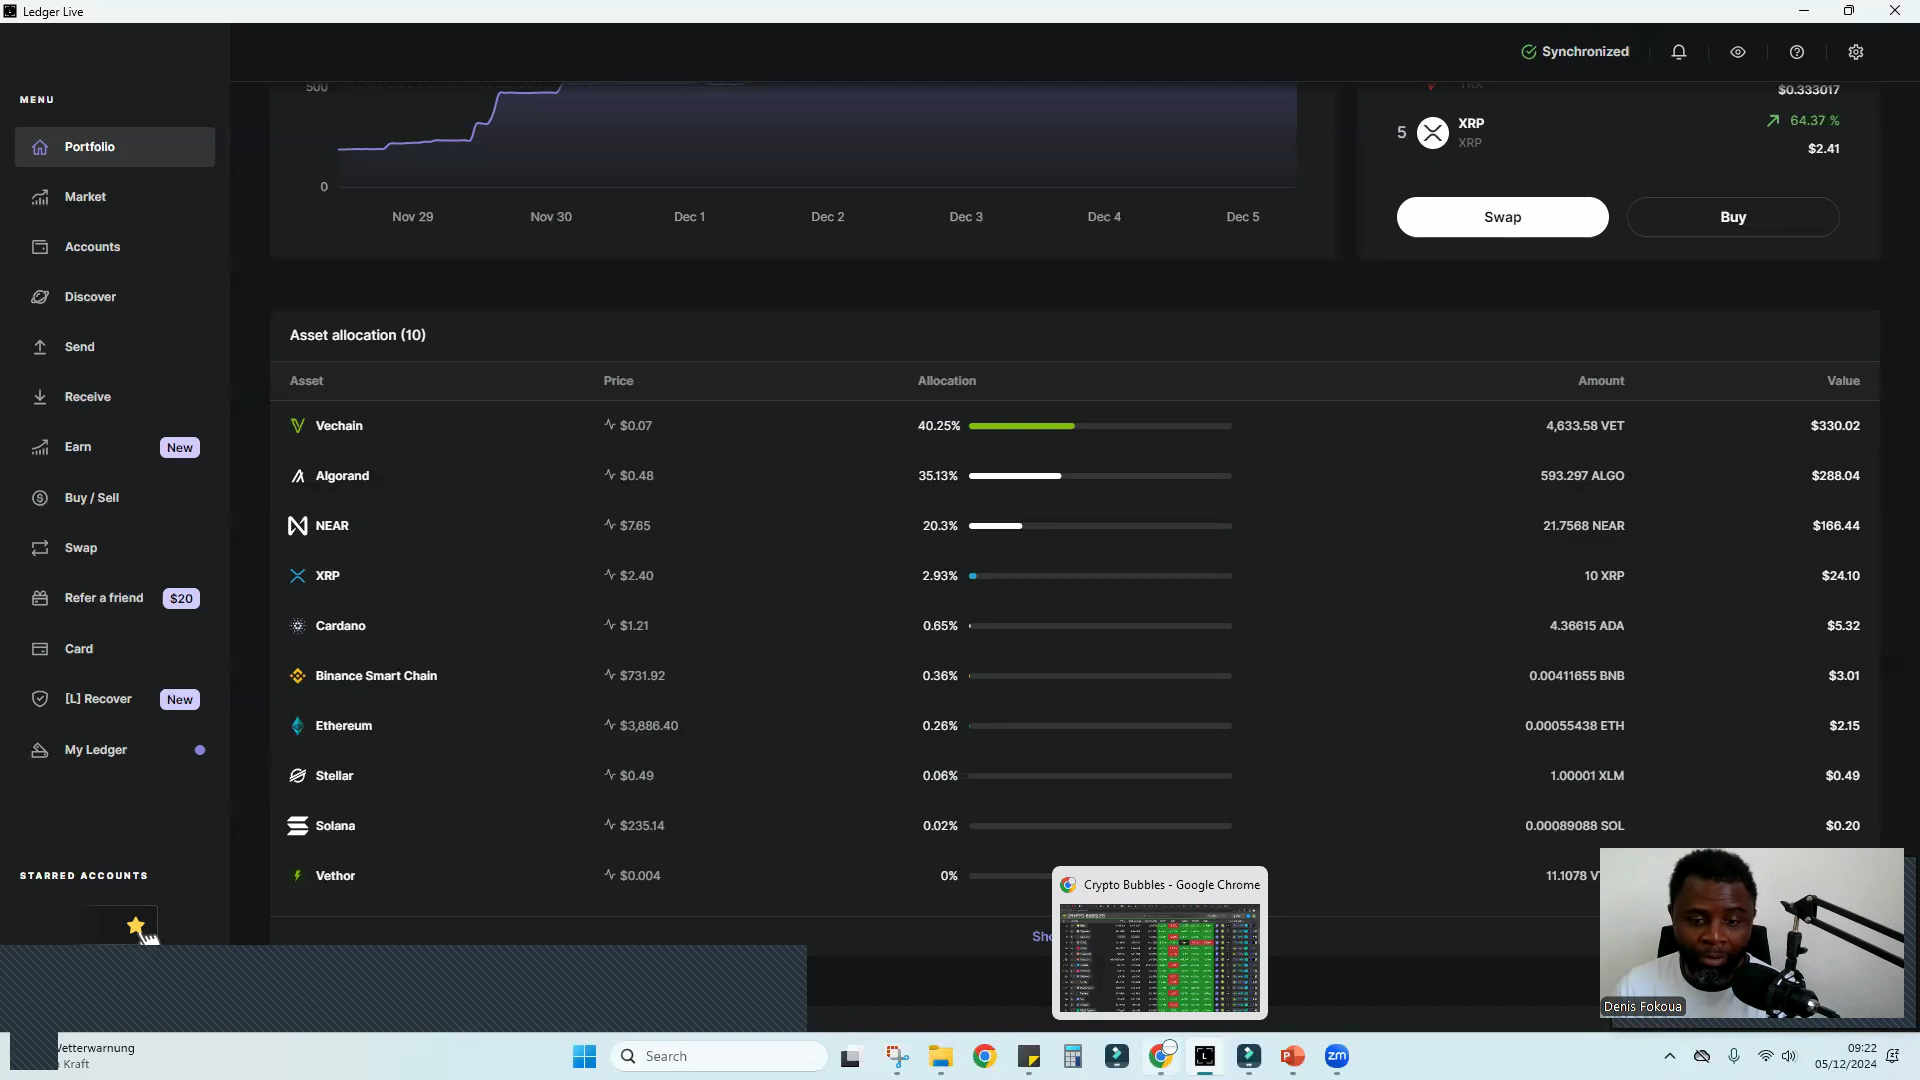 Ledger Live
Synchronized
MENU
Portfolio
Market
Accounts
Discover
Send
Receive
Earn New
Buy / Sell
Swap
Refer a friend $20
Card
[L] Recover New
My Ledger
STARRED ACCOUNTS
500
0
Nov 29 Nov 30 Dec 1 Dec 2 Dec 3 Dec 4 Dec 5
TRX
$0.333017
5 XRP
XRP
64.37 %
$2.41
Swap Buy
Asset allocation (10)
Asset Price Allocation Amount Value
Vechain $0.07 40.25% 4,633.58 VET $330.02
Algorand $0.48 35.13% 593.297 ALGO $288.04
NEAR $7.65 20.3% 21.7568 NEAR $166.44
XRP $2.40 2.93% 10 XRP $24.10
Cardano $1.21 0.65% 4.36615 ADA $5.32
Binance Smart Chain $731.92 0.36% 0.00411655 BNB $3.01
Ethereum $3,886.40 0.26% 0.00055438 ETH $2.15
Stellar $0.49 0.06% 1.00001 XLM $0.49
Solana $235.14 0.02% 0.00089088 SOL $0.20
Vethor $0.004 0% 11.1078
Crypto Bubbles - Google Chrome
CRYPTO BUBBLES
Denis Fokoua
Kraft
Search
zm
09:22
05/12/2024